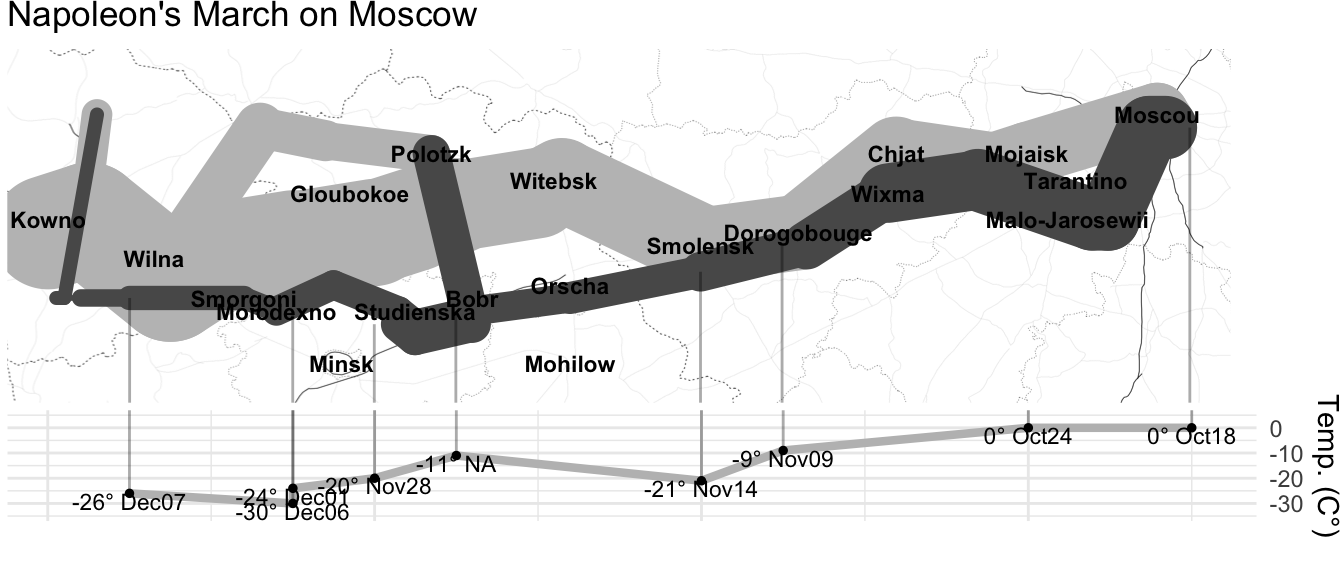 Napoleon's March on Moscow
Moscou
Polotzk
Chjat
Mojaisk
Witebsk
Tarantino
Gloubokoe
Wixma
Kowno
Malo-Jarosewii
Dorogobouge
Smolensk
Wilna
Orscha
Smorgoni
Bobr
Molodexno
Studienska
Minsk
Mohilow
0° Oct24
0° Oct18
-9° Nov09
-11° NA
-20° Nov28
-21° Nov14
-24° Dec01
-26° Dec07
-30° Dec06
0
-10
-20
-30
Temp. (C°)